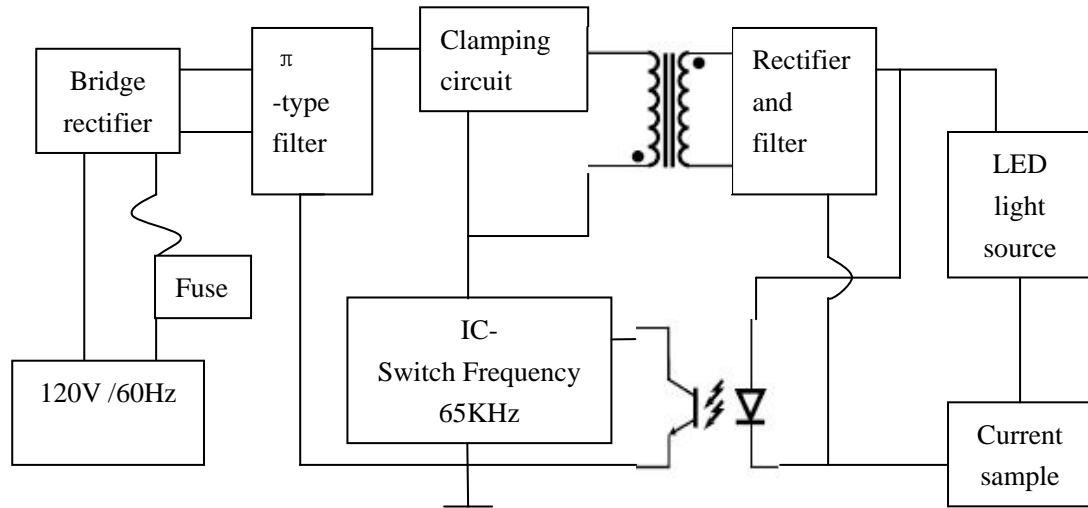 Bridge
rectifier
π
-type
filter
Clamping
circuit
Rectifier
and
filter
LED
light
source
Fuse
120V /60Hz
IC-
Switch Frequency
65KHz
Current
sample